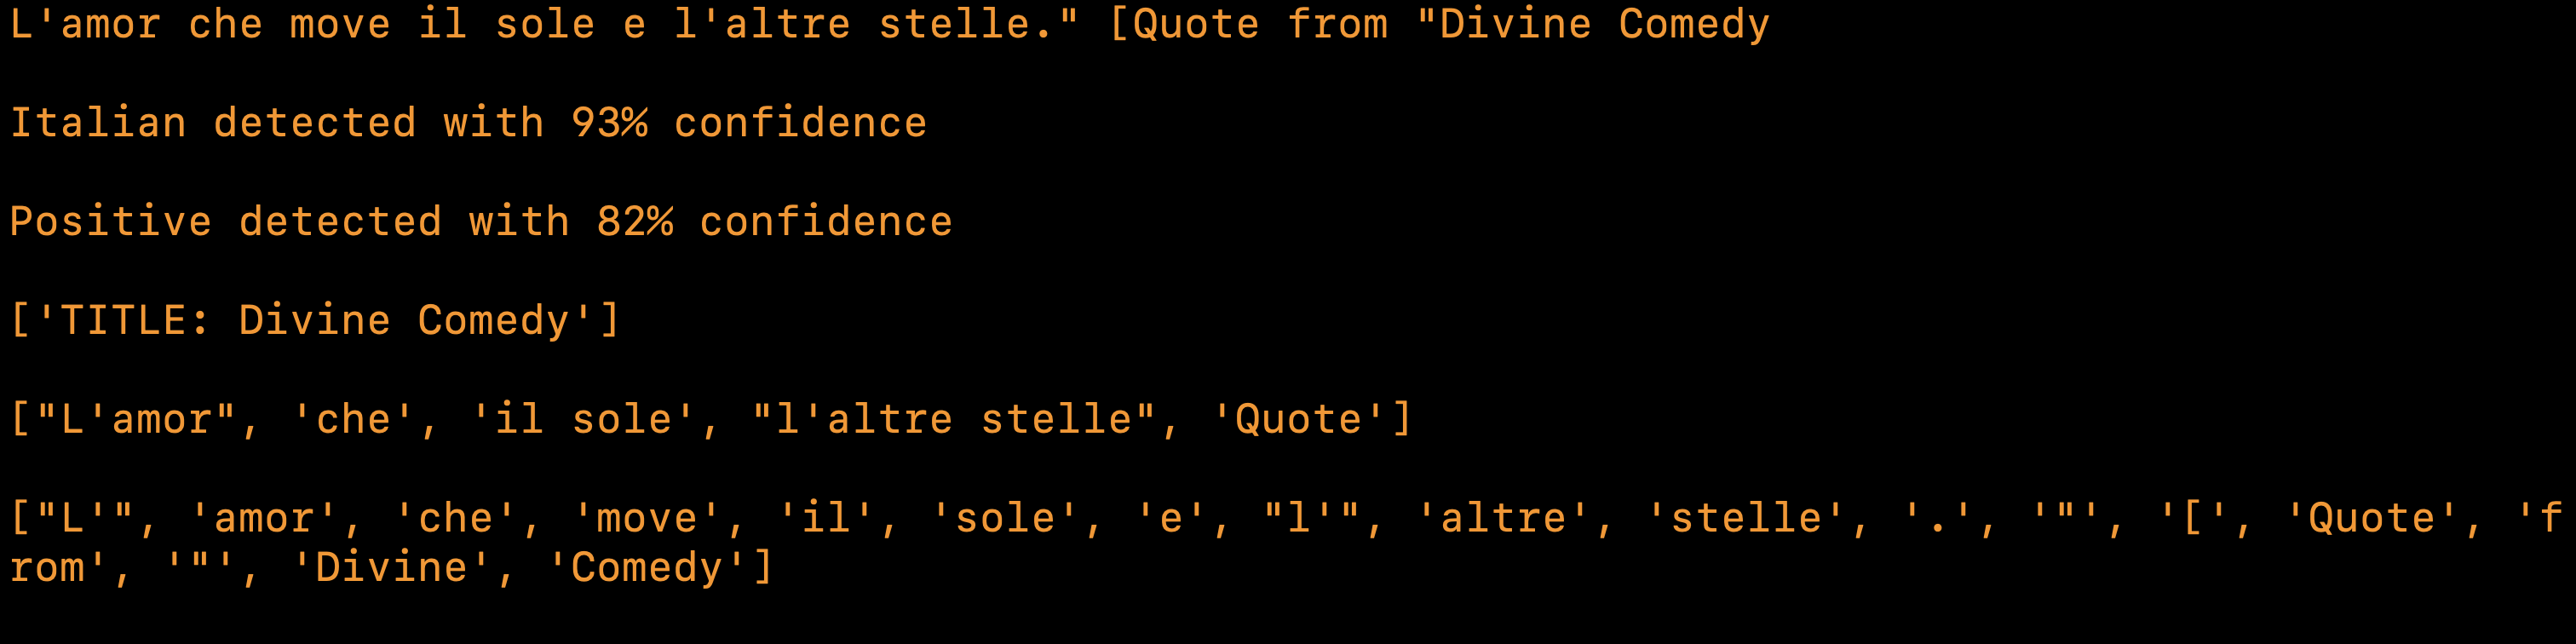 L'amor che move il sole e l'altre stelle." [Quote from "Divine Comedy
Italian detected with 93% confidence
Positive detected with 82% confidence
['TITLE: Divine Comedy']
["L'amor", 'che', 'il sole', "l'altre stelle", 'Quote']
["L'", 'amor', 'che', 'move', 'il', 'sole', 'e', "l'", 'altre', 'stelle', '.', '"', '[', 'Quote', 'f
rom', '"', 'Divine', 'Comedy']